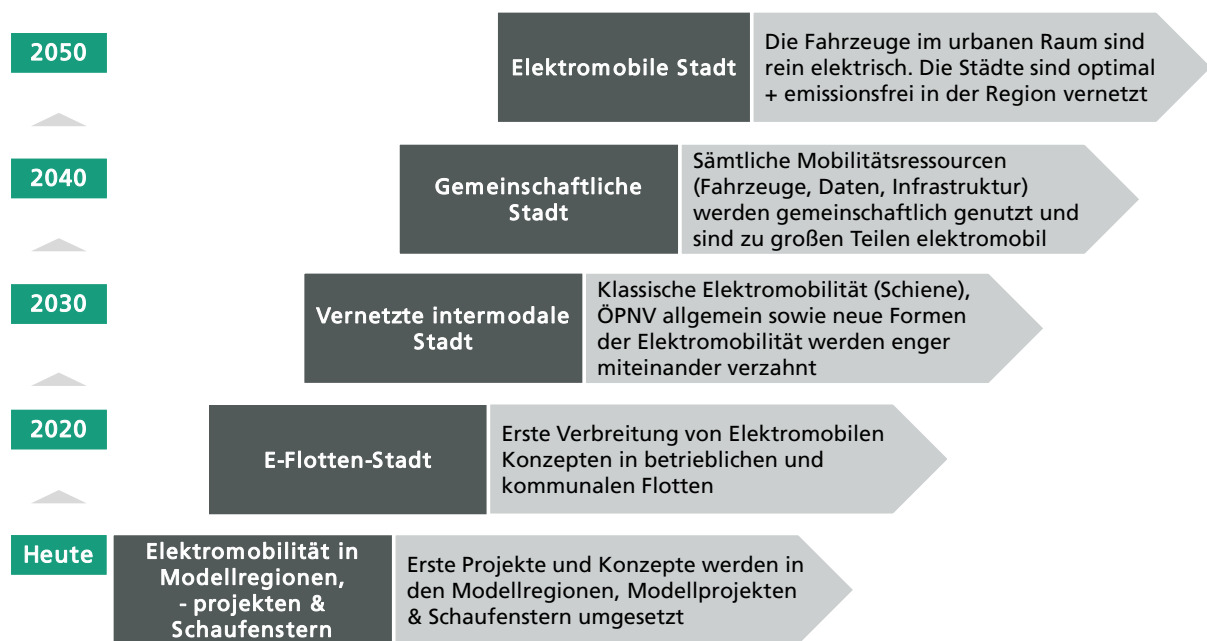 2050
Elektromobile Stadt
Die Fahrzeuge im urbanen Raum sind
rein elektrisch. Die Städte sind optimal
+ emissionsfrei in der Region vernetzt
2040
Gemeinschaftliche
Stadt
Sämtliche Mobilitätsressourcen
(Fahrzeuge, Daten, Infrastruktur)
werden gemeinschaftlich genutzt und
sind zu großen Teilen elektromobil
2030
Vernetzte intermodale
Stadt
Klassische Elektromobilität (Schiene),
ÖPNV allgemein sowie neue Formen
der Elektromobilität werden enger
miteinander verzahnt
2020
E-Flotten-Stadt
Erste Verbreitung von Elektromobilen
Konzepten in betrieblichen und
kommunalen Flotten
Heute
Elektromobilität in
Modellregionen,
- projekten &
Schaufenstern
Erste Projekte und Konzepte werden in
den Modellregionen, Modellprojekten
& Schaufenstern umgesetzt